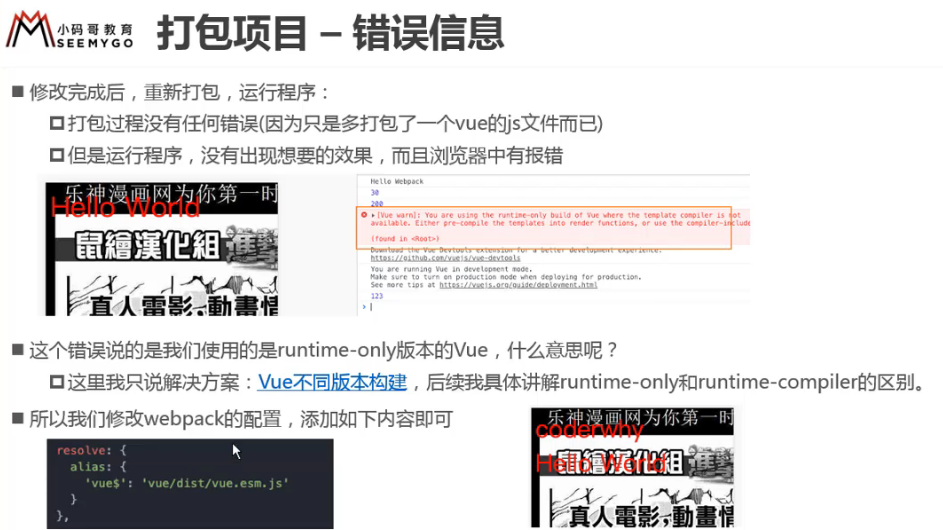 小码哥教育
SEEMYGO
打包项目 – 错误信息
修改完成后，重新打包，运行程序：
打包过程没有任何错误(因为只是多打包了一个vue的js文件而已)
但是运行程序，没有出现想要的效果，而且浏览器中有报错
乐神漫画网为你第一时
Hello World
鼠繪漢化組 進擊
真人電影,動畫情
Hello Webpack
30
200
[Vue warn]: You are using the runtime-only build of Vue where the template compiler is not
available. Either pre-compile the templates into render functions, or use the compiler-include
(found in <Root>)
Download the Vue Devtools extension for a better development experience:
https://github.com/vuejs/vue-devtools
You are running Vue in development mode.
Make sure to turn on production mode when deploying for production.
See more tips at https://vuejs.org/guide/deployment.html
123
这个错误说的是我们使用的是runtime-only版本的Vue，什么意思呢？
这里我只说解决方案：Vue不同版本构建，后续我具体讲解runtime-only和runtime-compiler的区别。
所以我们修改webpack的配置，添加如下内容即可
resolve: {
alias: {
'vue$': 'vue/dist/vue.esm.js'
}
},
乐神漫画网为你第一时
coderwhy
Hello World
鼠繪漢化組 進擊
真人電影,動畫情